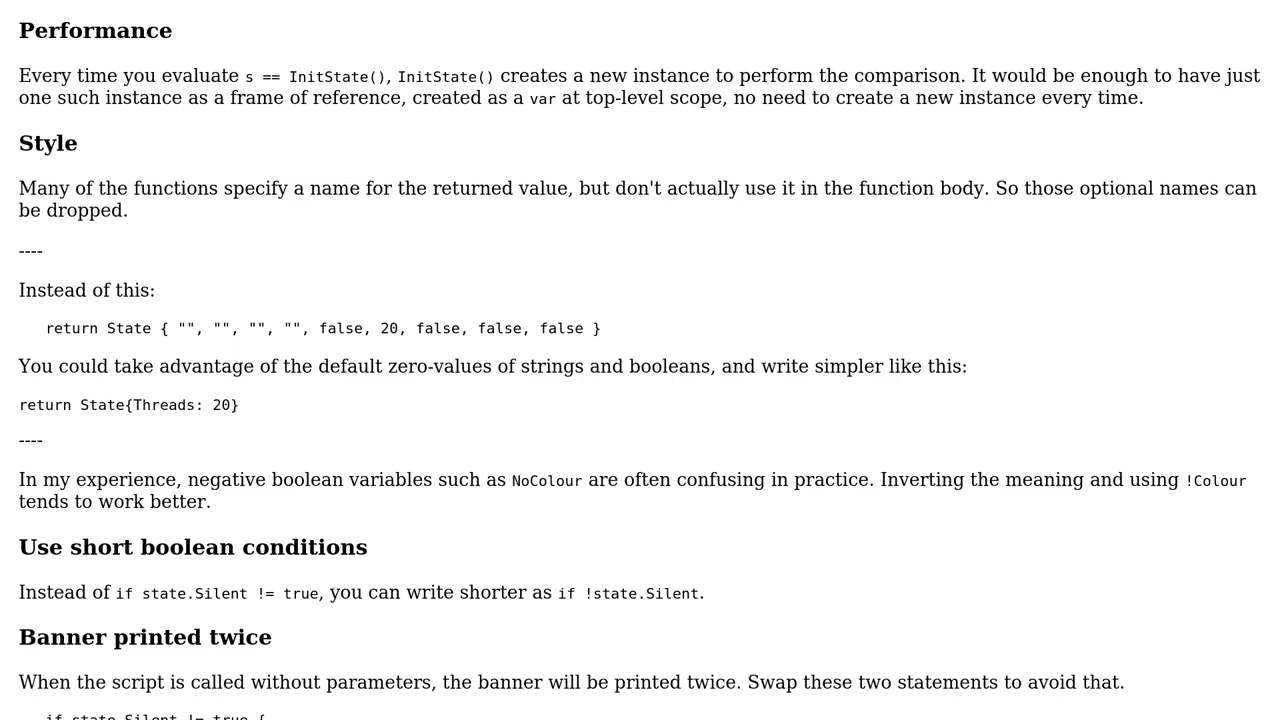 Performance
Every time you evaluate s == InitState(), InitState() creates a new instance to perform the comparison. It would be enough to have just
one such instance as a frame of reference, created as a var at top-level scope, no need to create a new instance every time.
Style
Many of the functions specify a name for the returned value, but don't actually use it in the function body. So those optional names can
be dropped.
----
Instead of this:
return State { "", "", "", "", false, 20, false, false, false }
You could take advantage of the default zero-values of strings and booleans, and write simpler like this:
return State{Threads: 20}
----
In my experience, negative boolean variables such as NoColour are often confusing in practice. Inverting the meaning and using !Colour
tends to work better.
Use short boolean conditions
Instead of if state.Silent != true, you can write shorter as if !state.Silent.
Banner printed twice
When the script is called without parameters, the banner will be printed twice. Swap these two statements to avoid that.
if state.Silent != true {